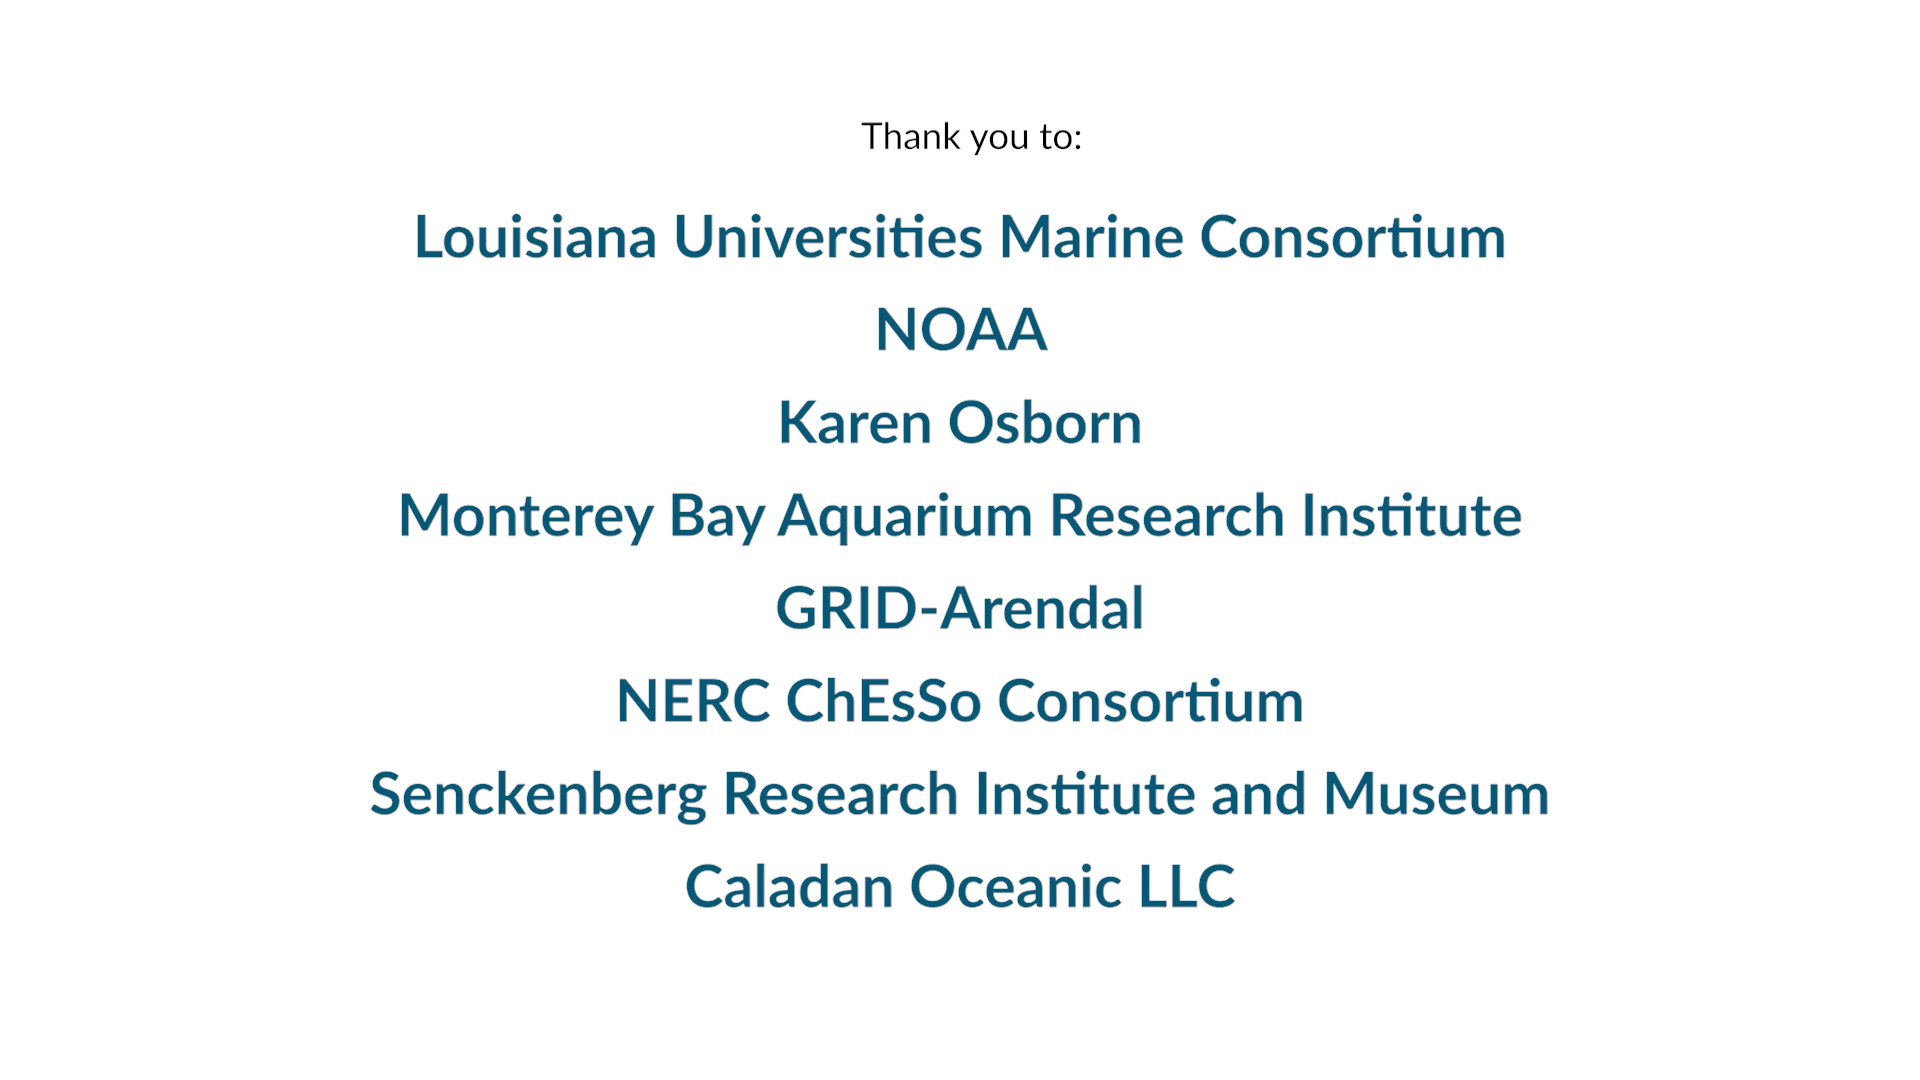 Thank you to:
Louisiana Universities Marine Consortium
NOAA
Karen Osborn
Monterey Bay Aquarium Research Institute
GRID-Arendal
NERC ChEsSo Consortium
Senckenberg Research Institute and Museum
Caladan Oceanic LLC